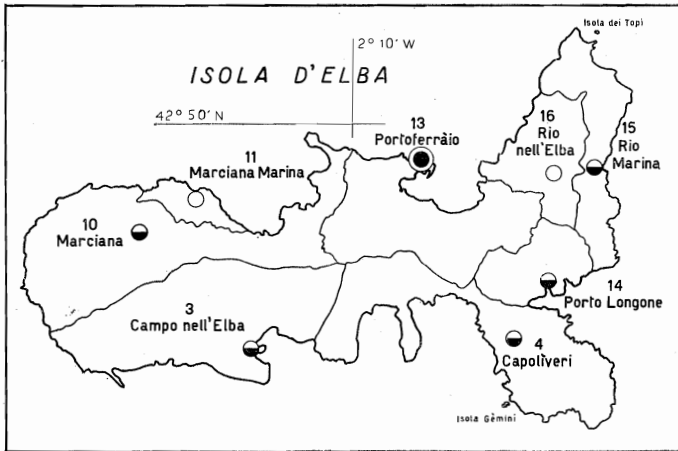 Isola dei Topi
2° 10' W
ISOLA D'ELBA
42° 50' N
13
Portoferràio
16
Rio
nell'Elba
15
Rio
Marina
11
Marciana Marina
10
Marciana
3
Campo nell'Elba
14
Porto Longone
4
Capolìveri
Isola Gèmini